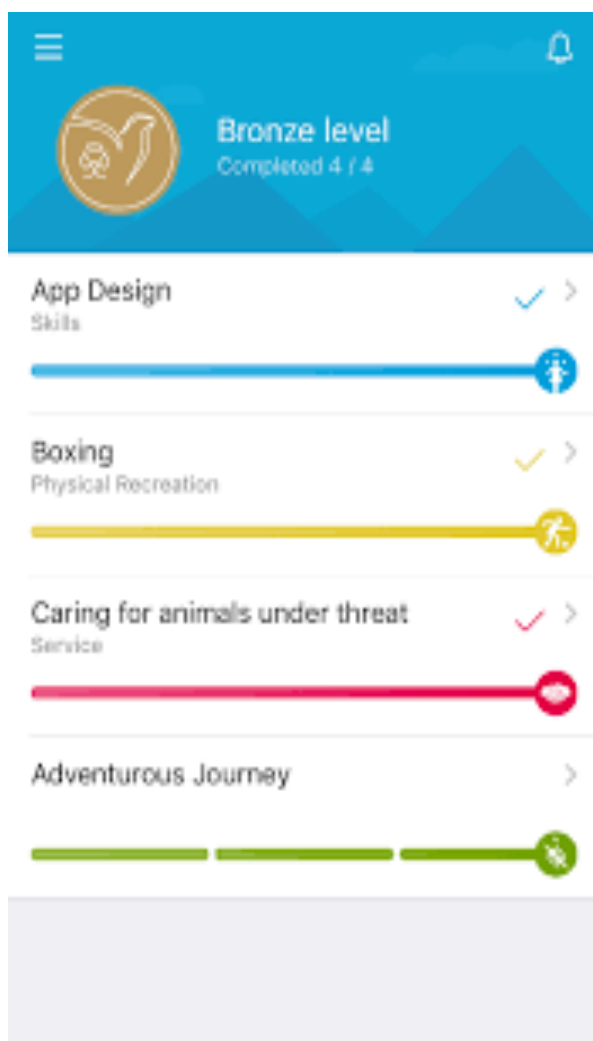 Bronze level
Completed 4 / 4
App Design
Skills
Boxing
Physical Recreation
Caring for animals under threat
Service
Adventurous Journey